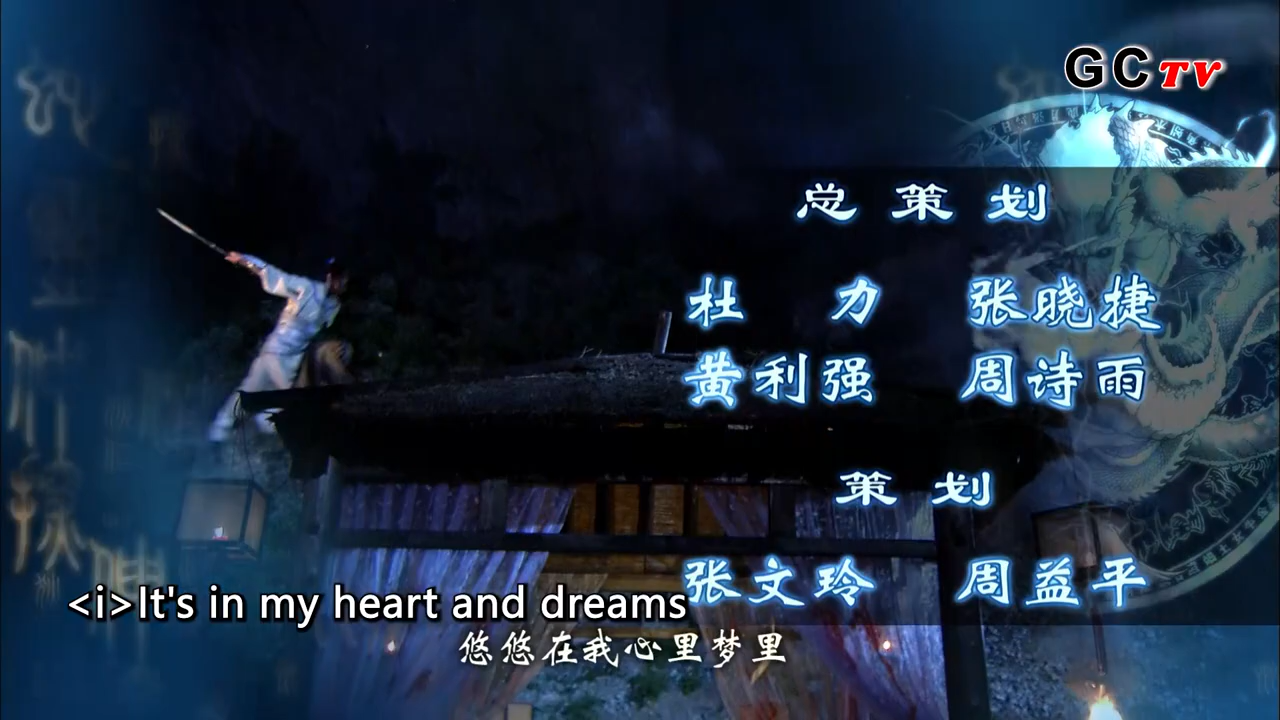 GCTV
总策划
杜力 张晓捷
黄利强 周诗雨
策划
张文玲 周益平
<i>It's in my heart and dreams
悠悠在我心里梦里